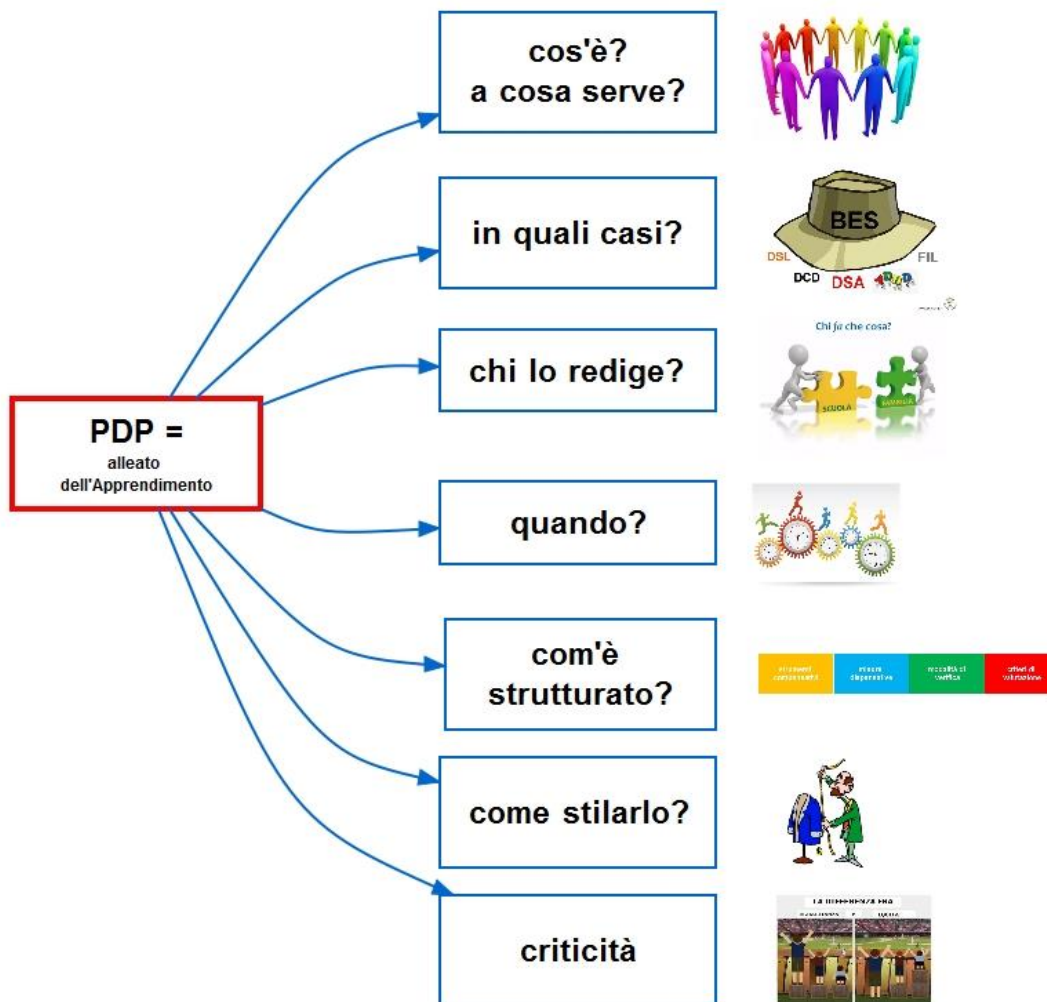 cos'è?
a cosa serve?
BES
DSL
FIL
DCD
DSA
ADHD
in quali casi?
Chi fa che cosa?
SCUOLA
FAMIGLIA
chi lo redige?
PDP =
alleato
dell'Apprendimento
quando?
com'è
strutturato?
strumenti
compensativi
misure
dispensative
modalità di
verifica
criteri di
valutazione
come stilarlo?
criticità
LA DIFFERENZA FRA